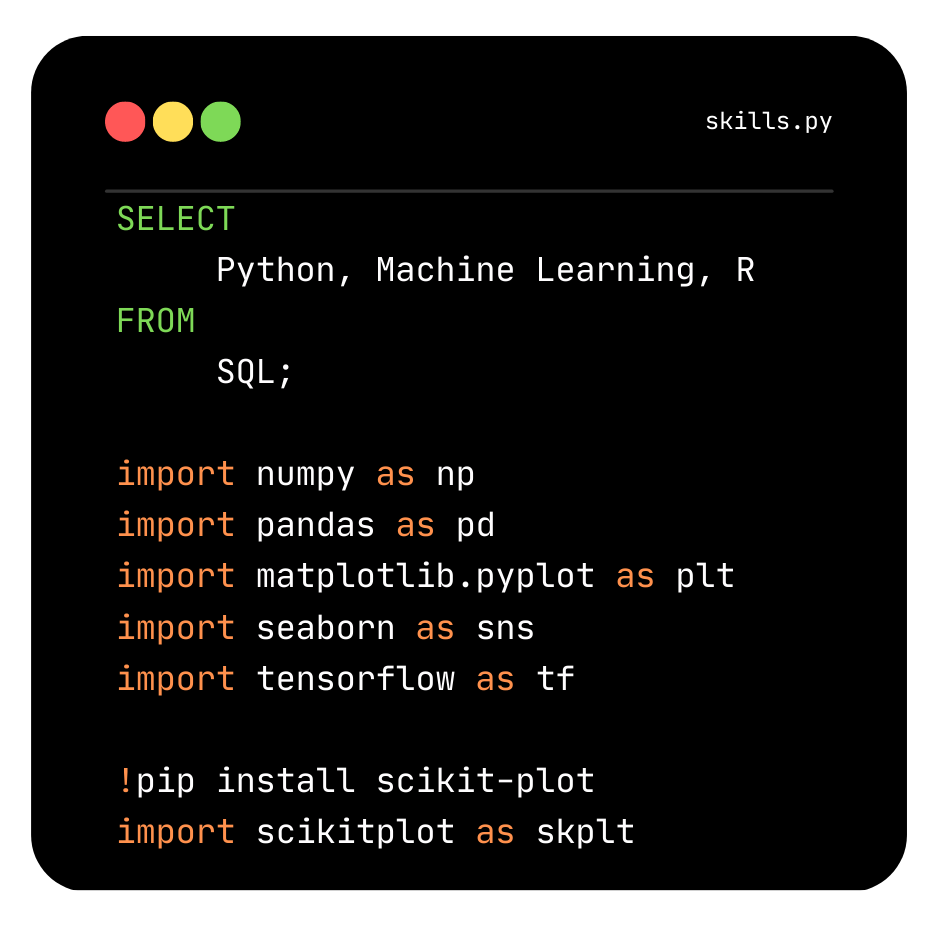 skills.py
SELECT
Python, Machine Learning, R
FROM
SQL;
import numpy as np
import pandas as pd
import matplotlib.pyplot as plt
import seaborn as sns
import tensorflow as tf
!pip install scikit-plot
import scikitplot as skplt